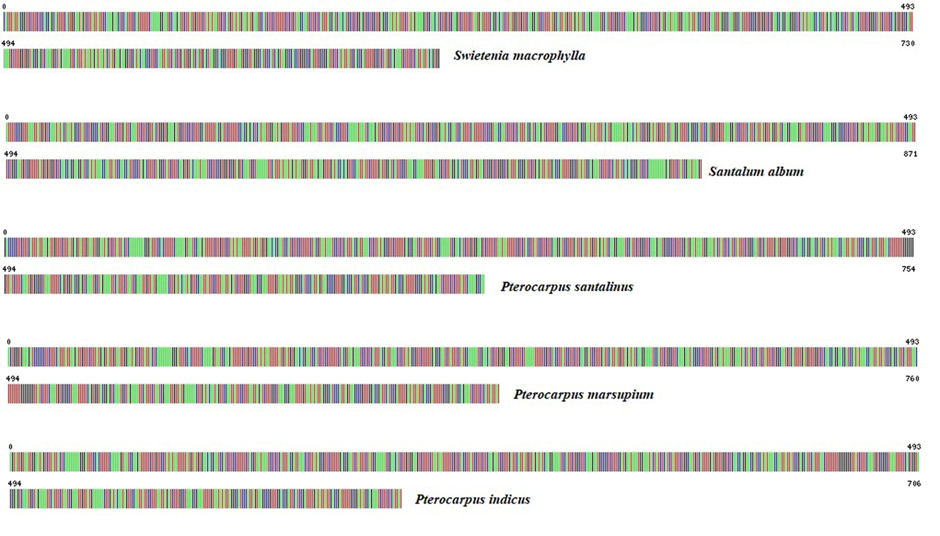 0 493
494 730
Swietenia macrophylla
0 493
494 871
Santalum album
0 493
494 754
Pterocarpus santalinus
0 493
494 760
Pterocarpus marsupium
0 493
494 706
Pterocarpus indicus